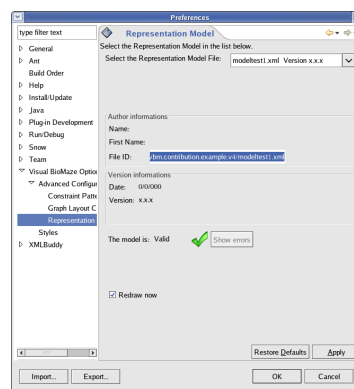 Preferences
type filter text
General
Ant
Build Order
Help
Install/Update
Java
Plug-in Development
Run/Debug
Snow
Team
Visual BioMaze Option
Advanced Configur
Constraint Patte
Graph Layout C
Representation
Styles
XMLBuddy
Representation Model
Select the Representation Model in the list below.
Select the Representation Model File: modeltest1.xml Version x.x.x
Author informations
Name:
First Name:
File ID: vbm.contribution.example.v4/modeltest1.xml
Version informations
Date: 0/0/000
Version: x.x.x
The model is: Valid Show errors
Redraw now
Restore Defaults Apply
Import... Export... OK Cancel